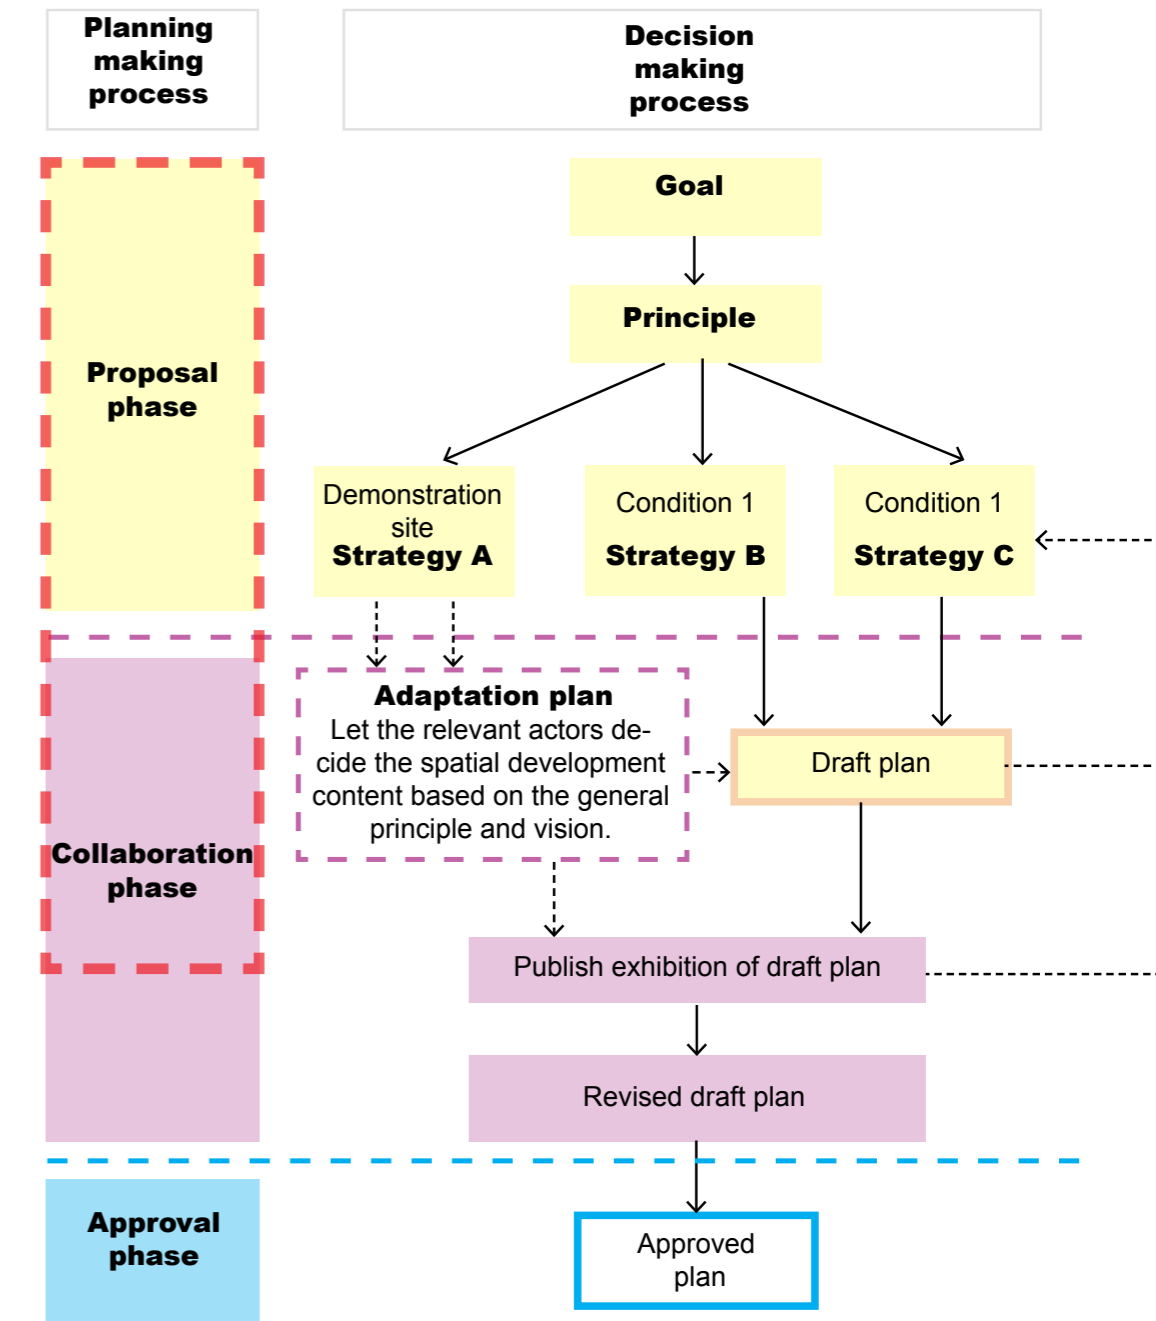 Planning
making
process
Decision
making
process
Goal
Principle
Proposal
phase
Demonstration
site
Strategy A
Condition 1
Strategy B
Condition 1
Strategy C
Adaptation plan
Let the relevant actors de-
cide the spatial development
content based on the general
principle and vision.
Draft plan
Collaboration
phase
Publish exhibition of draft plan
Revised draft plan
Approval
phase
Approved
plan